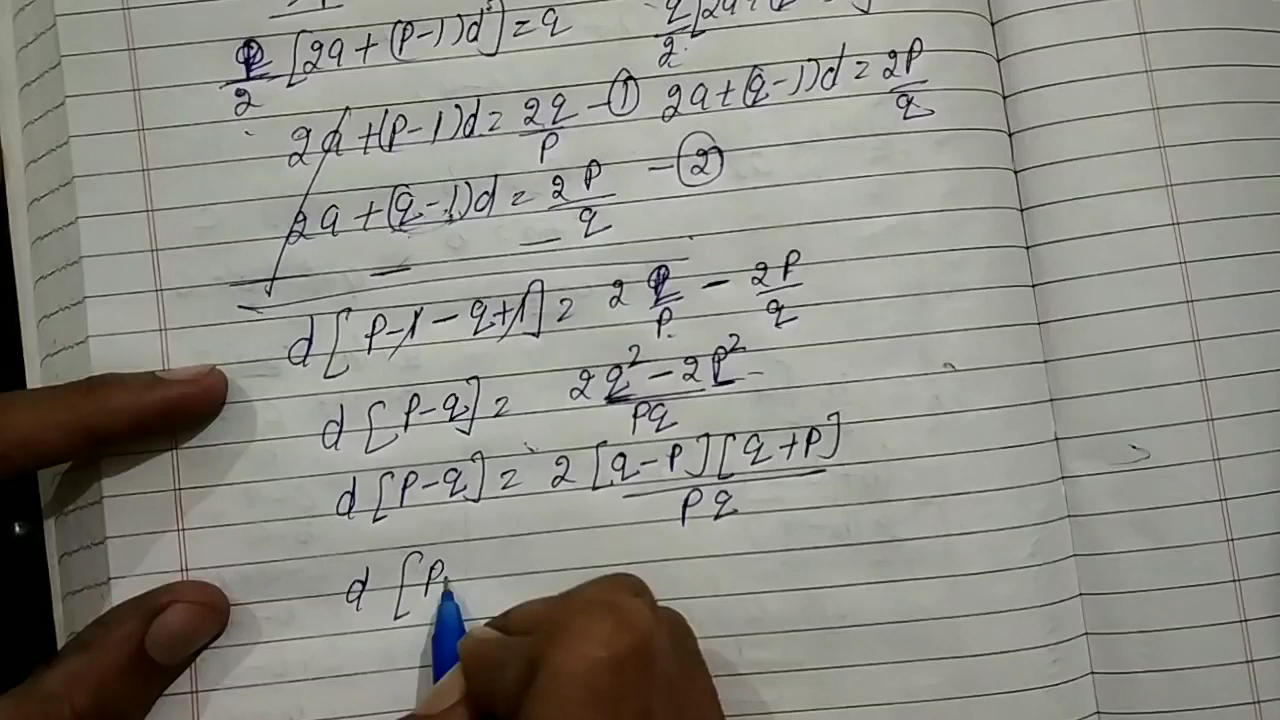 p/2 [2a + (p-1)d] = q    q/2 [2a +
2a + (p-1)d = 2q/p - ① 2a + (q-1)d = 2p/q
2a + (q-1)d = 2p/q - ②
d [p-1-q+1] = 2q/p - 2p/q
d [p-q] = 2q² - 2p² / pq
d [p-q] = 2 [q-p][q+p] / pq
d [p